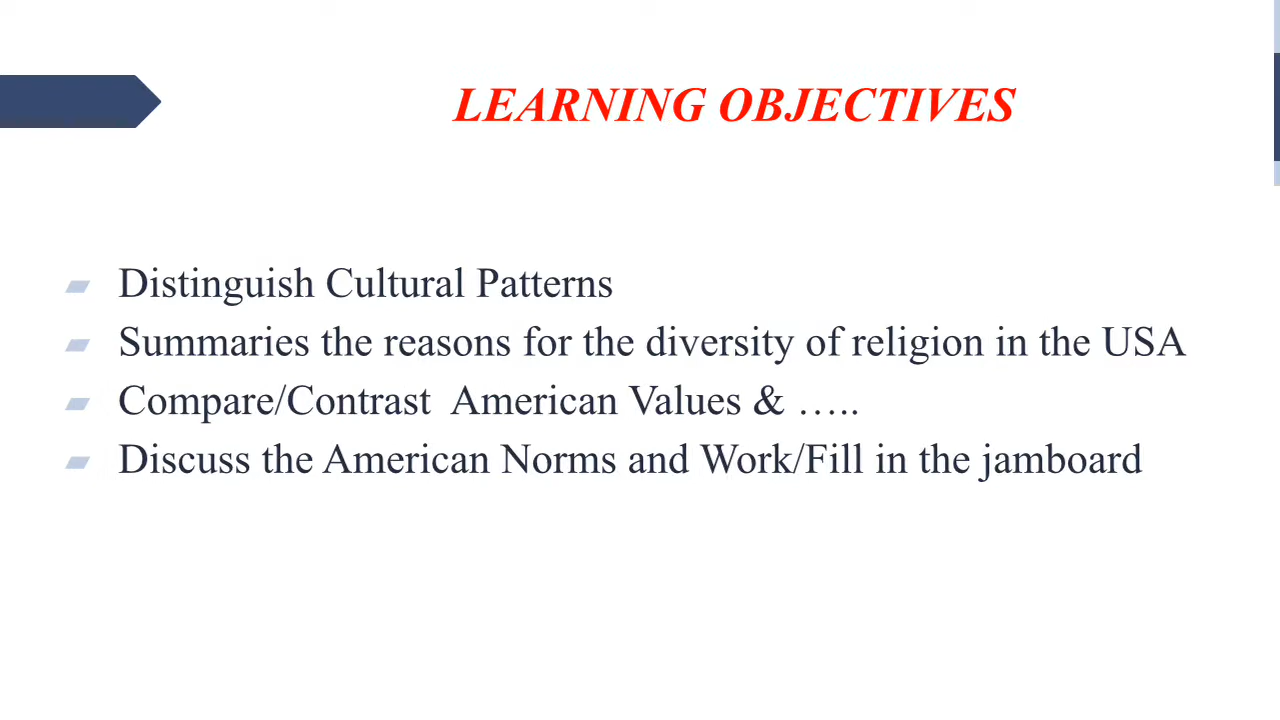 LEARNING OBJECTIVES
Distinguish Cultural Patterns
Summaries the reasons for the diversity of religion in the USA
Compare/Contrast  American Values & …..
Discuss the American Norms and Work/Fill in the jamboard